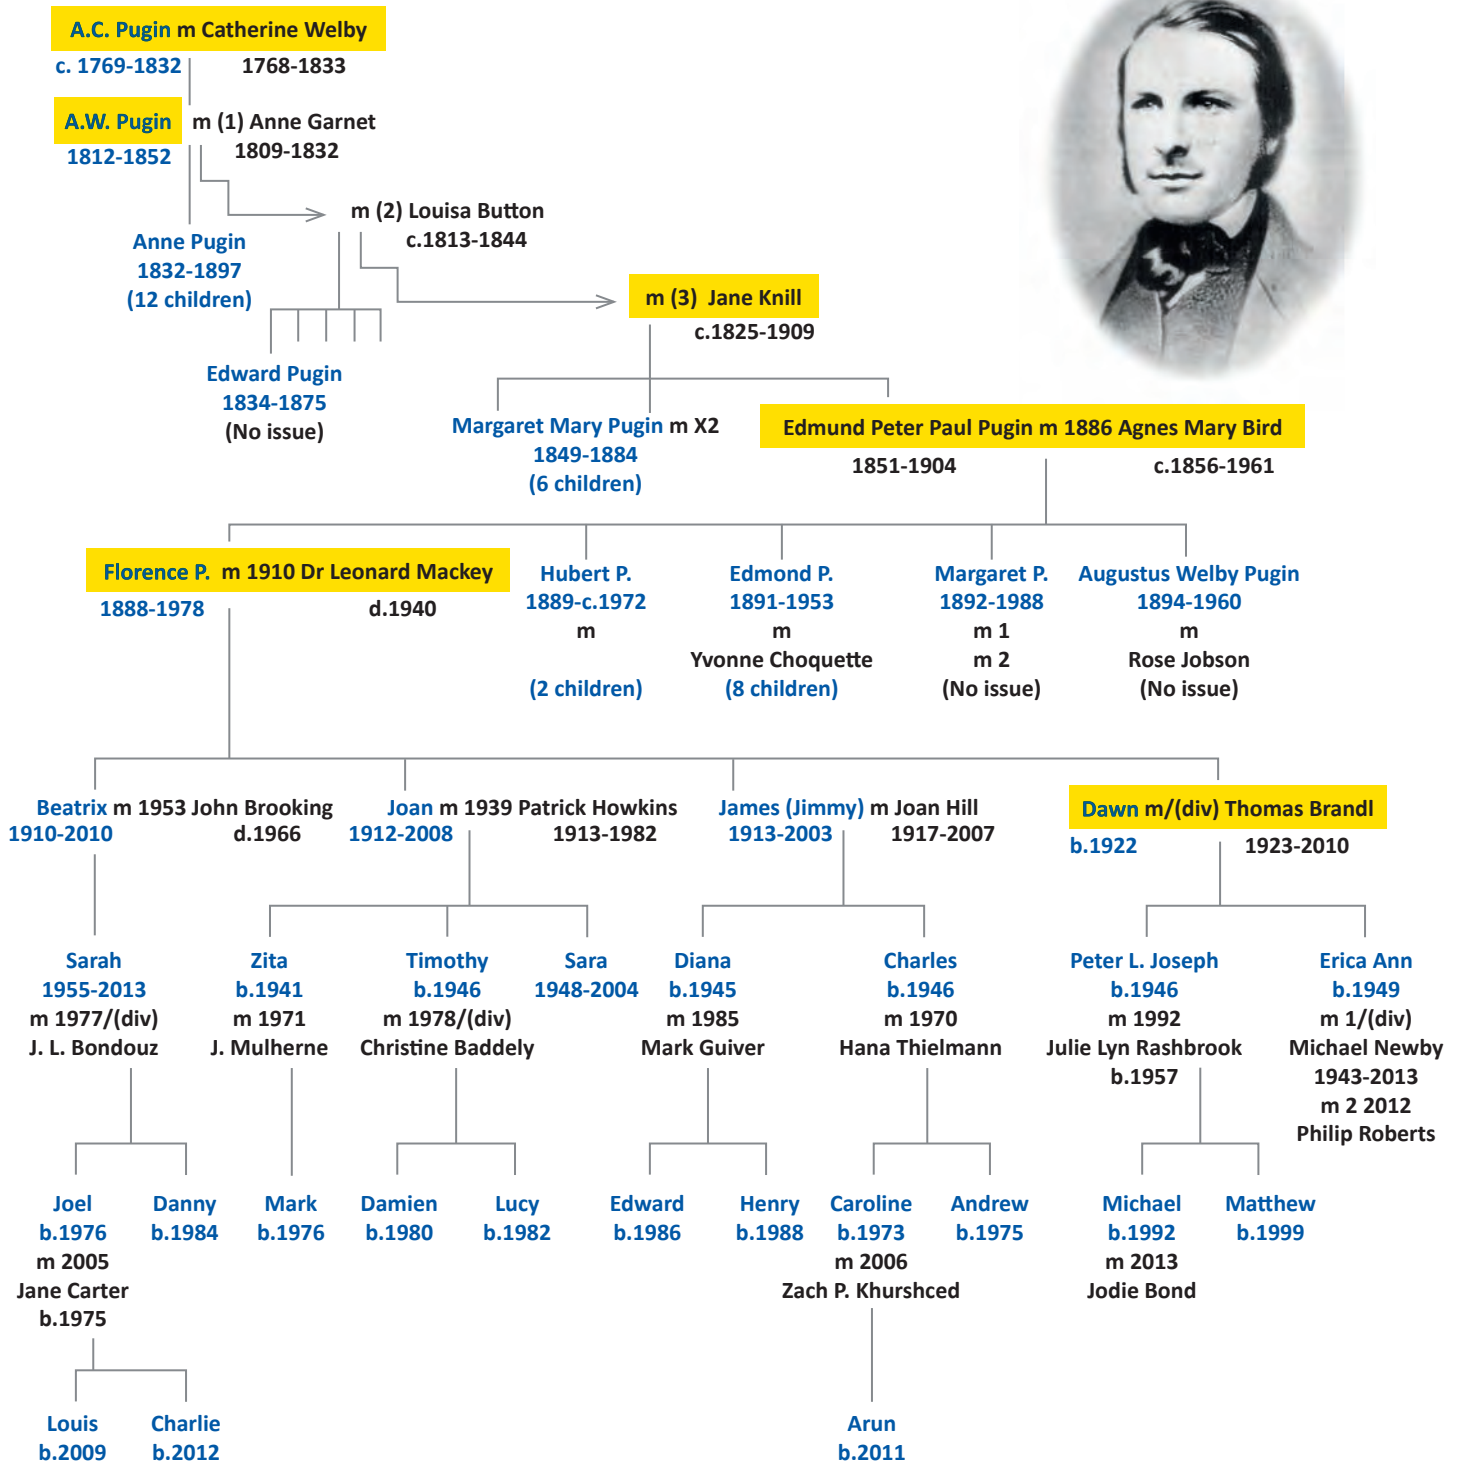 A.C. Pugin m Catherine Welby
c. 1769-1832 1768-1833
A.W. Pugin m (1) Anne Garnet
1812-1852 1809-1832
m (2) Louisa Button
c.1813-1844
Anne Pugin
1832-1897
(12 children)
m (3) Jane Knill
c.1825-1909
Edward Pugin
1834-1875
(No issue)
Margaret Mary Pugin m X2
1849-1884
(6 children)
Edmund Peter Paul Pugin m 1886 Agnes Mary Bird
1851-1904 c.1856-1961
Florence P. m 1910 Dr Leonard Mackey
1888-1978 d.1940
Hubert P.
1889-c.1972
m
(2 children)
Edmond P.
1891-1953
m
Yvonne Choquette
(8 children)
Margaret P.
1892-1988
m 1
m 2
(No issue)
Augustus Welby Pugin
1894-1960
m
Rose Jobson
(No issue)
Beatrix m 1953 John Brooking
1910-2010 d.1966
Joan m 1939 Patrick Howkins
1912-2008 1913-1982
James (Jimmy) m Joan Hill
1913-2003 1917-2007
Dawn m/(div) Thomas Brandl
b.1922 1923-2010
Sarah
1955-2013
m 1977/(div)
J. L. Bondouz
Zita
b.1941
m 1971
J. Mulherne
Timothy
b.1946
m 1978/(div)
Christine Baddely
Sara
1948-2004
Diana
b.1945
m 1985
Mark Guiver
Charles
b.1946
m 1970
Hana Thielmann
Peter L. Joseph
b.1946
m 1992
Julie Lyn Rashbrook
b.1957
Erica Ann
b.1949
m 1/(div)
Michael Newby
1943-2013
m 2 2012
Philip Roberts
Joel
b.1976
m 2005
Jane Carter
b.1975
Danny
b.1984
Mark
b.1976
Damien
b.1980
Lucy
b.1982
Edward
b.1986
Henry
b.1988
Caroline
b.1973
m 2006
Zach P. Khurshced
Andrew
b.1975
Michael
b.1992
m 2013
Jodie Bond
Matthew
b.1999
Louis
b.2009
Charlie
b.2012
Arun
b.2011